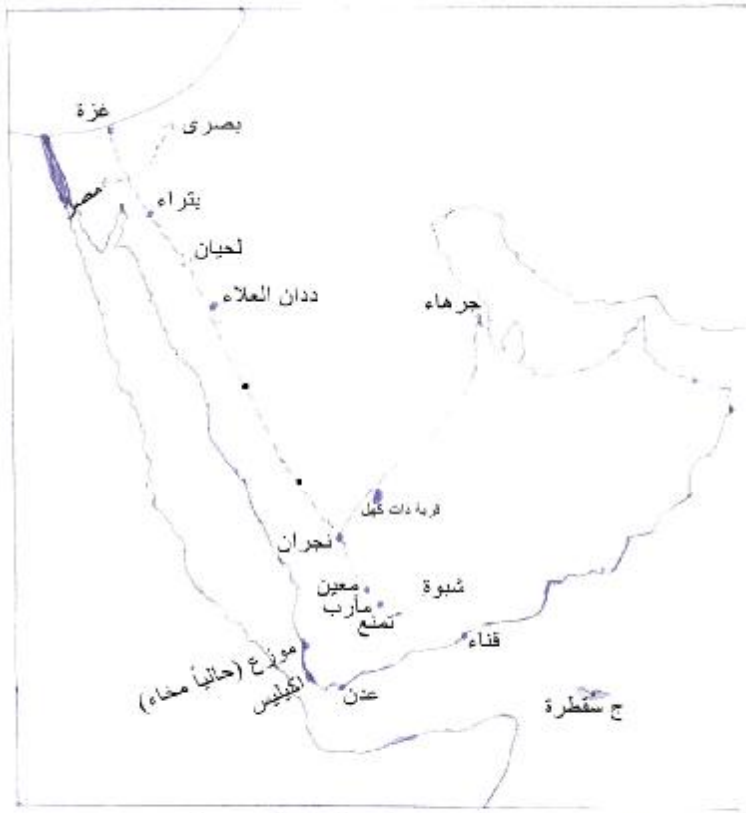 غزة
بصرى
مصر
بتراء
لحيان
ددان العلاء
جرهاء
قرية ذات كهل
نجران
معين
شبوة
مأرب
تمنع
قناء
موزع (حالياً مخاء)
اكيليس
عدن
ج سقطرة